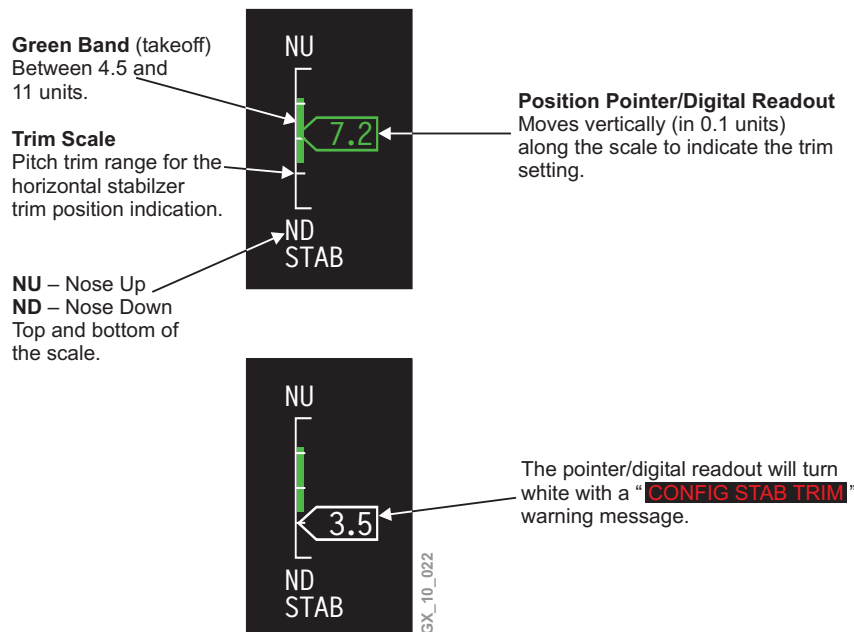 Green Band (takeoff)
Between 4.5 and
11 units.
Trim Scale
Pitch trim range for the
horizontal stabilzer
trim position indication.
NU – Nose Up
ND – Nose Down
Top and bottom of
the scale.
NU
7.2
ND
STAB
Position Pointer/Digital Readout
Moves vertically (in 0.1 units)
along the scale to indicate the trim
setting.
NU
3.5
ND
STAB
The pointer/digital readout will turn
white with a “ CONFIG STAB TRIM ”
warning message.
GX_10_022